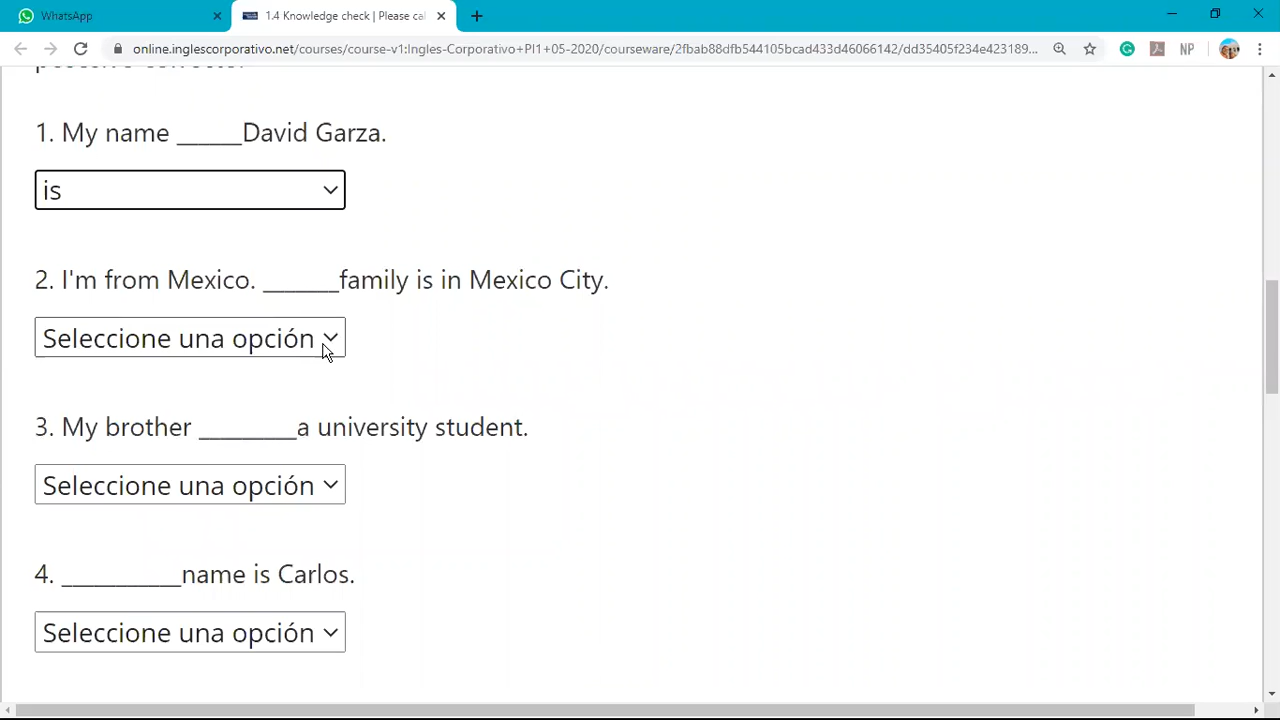 WhatsApp
1.4 Knowledge check | Please cal
online.inglescorporativo.net/courses/course-v1:Ingles-Corporativo+PI1+05-2020/courseware/2fbab88dfb544105bcad433d46066142/dd35405f234e423189...
NP
1. My name ______David Garza.
is
2. I'm from Mexico. _______family is in Mexico City.
Seleccione una opción
3. My brother _________a university student.
Seleccione una opción
4. ___________name is Carlos.
Seleccione una opción